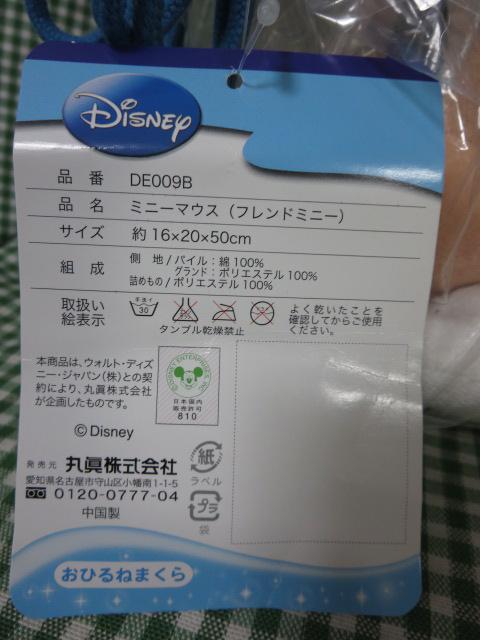 Disney
品番 DE009B
品名 ミニーマウス（フレンドミニー）
サイズ 約16×20×50cm
組成 側地/パイル:綿100%
グランド:ポリエステル100%
詰めもの/ポリエステル100%
取扱い絵表示 手洗イ 30
タンブル乾燥禁止
よく乾いたことを
確認してからご使用
ください。
本商品は、ウォルト・ディズ
ニー・ジャパン(株)との契
約により、丸眞株式会社
が企画したものです。
©Disney
日本国内
販売許可
810
発売元 丸眞株式会社
愛知県名古屋市守山区小幡南1-1-5
0120-0777-04
中国製
紙
ラベル
プラ
袋
おひるねまくら